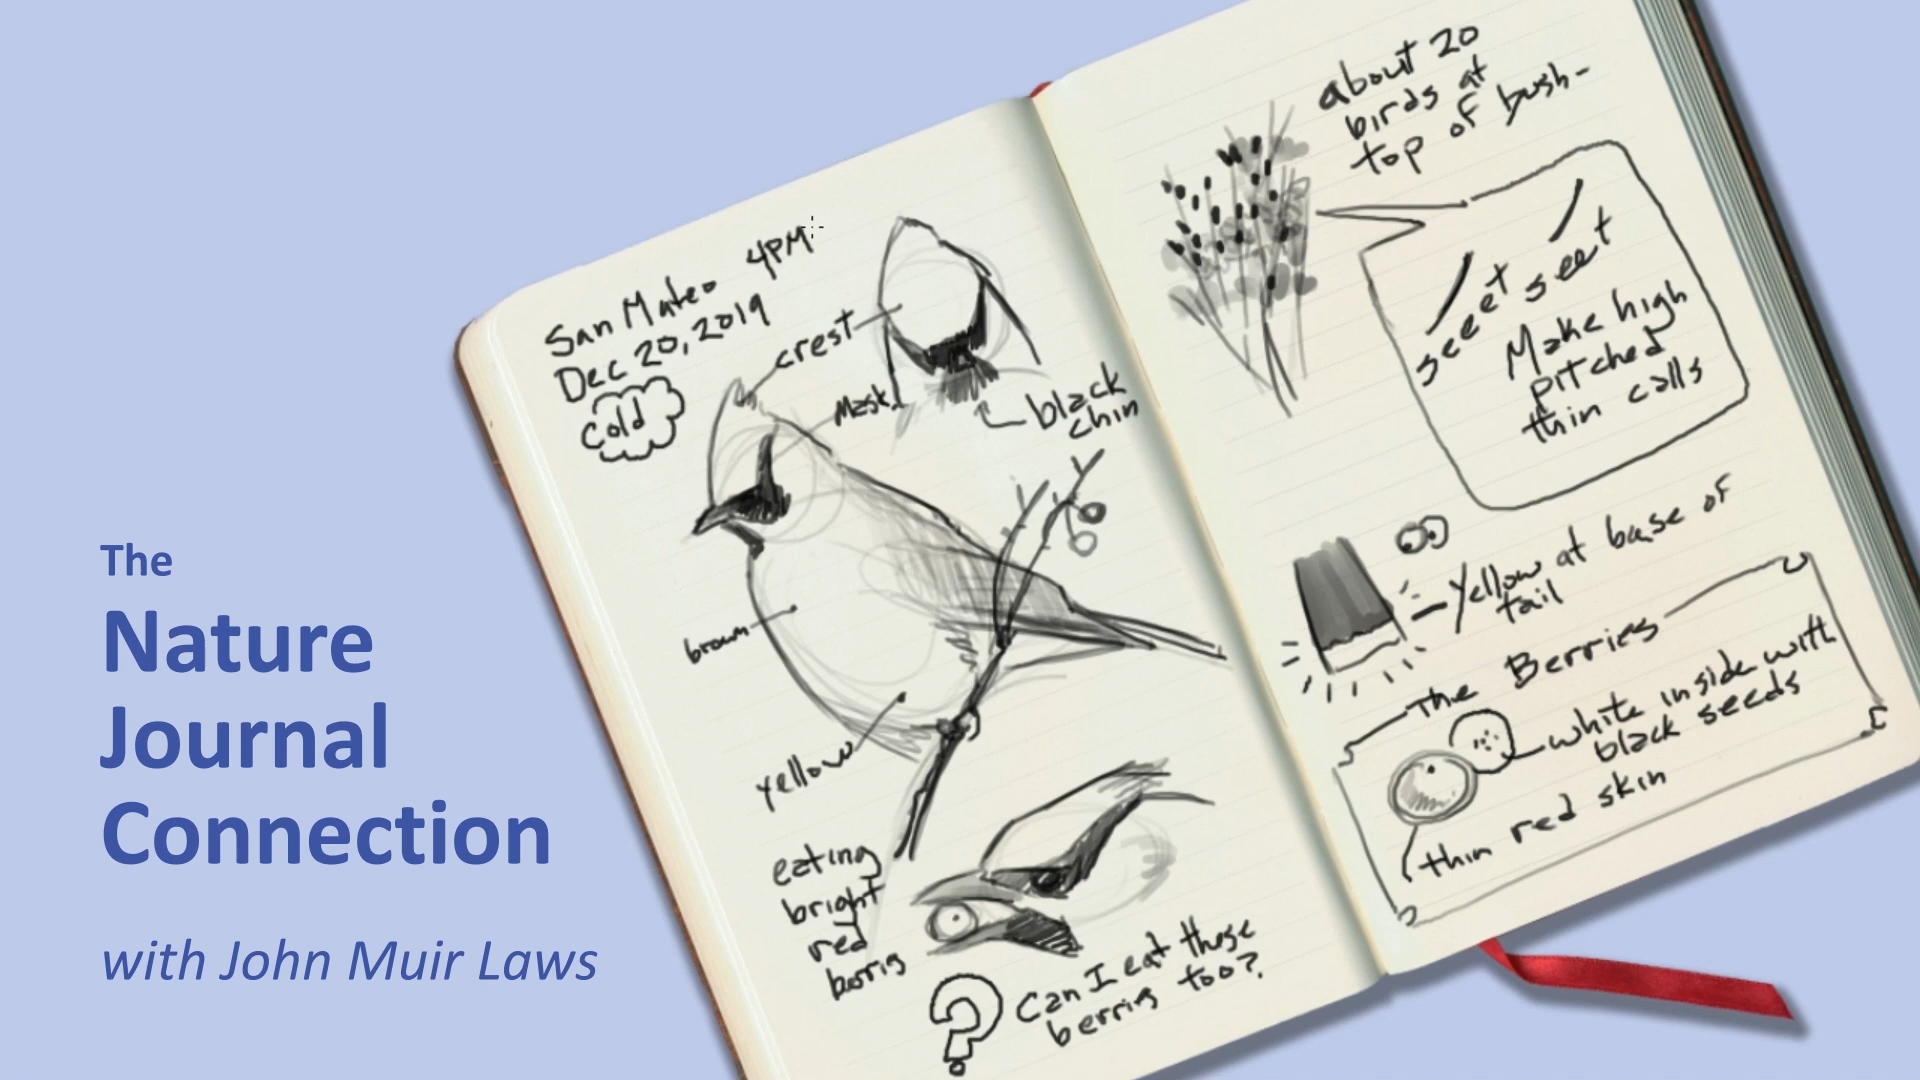 The
Nature
Journal
Connection
with John Muir Laws
San Mateo 4PM
Dec 20, 2019
cold
crest
Mask
black
chin
brown
yellow
eating
bright
red
berris
Can I eat these
berries too?
about 20
birds at
top of bush-
seeet seeet
Make high
pitched
thin calls
Yellow at base of
tail
The Berries
white inside with
black seeds
thin red skin